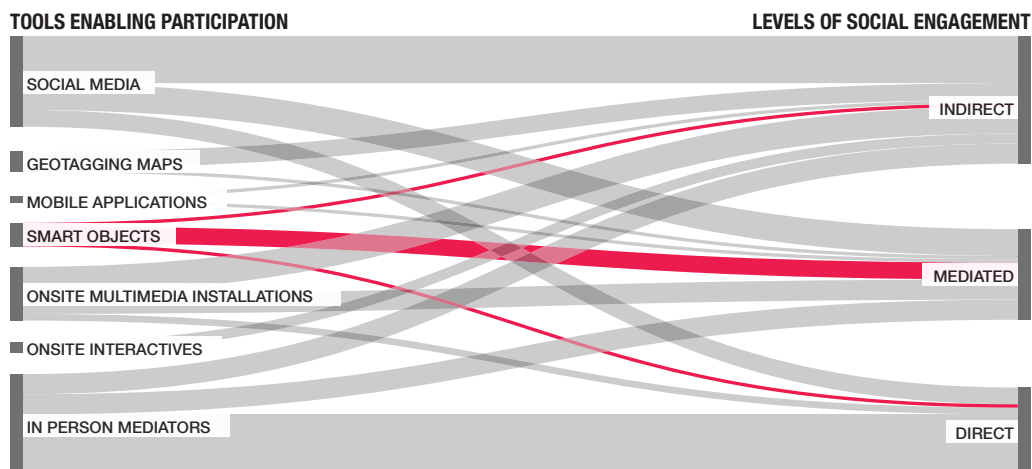 TOOLS ENABLING PARTICIPATION
LEVELS OF SOCIAL ENGAGEMENT
SOCIAL MEDIA
GEOTAGGING MAPS
MOBILE APPLICATIONS
SMART OBJECTS
ONSITE MULTIMEDIA INSTALLATIONS
ONSITE INTERACTIVES
IN PERSON MEDIATORS
INDIRECT
MEDIATED
DIRECT